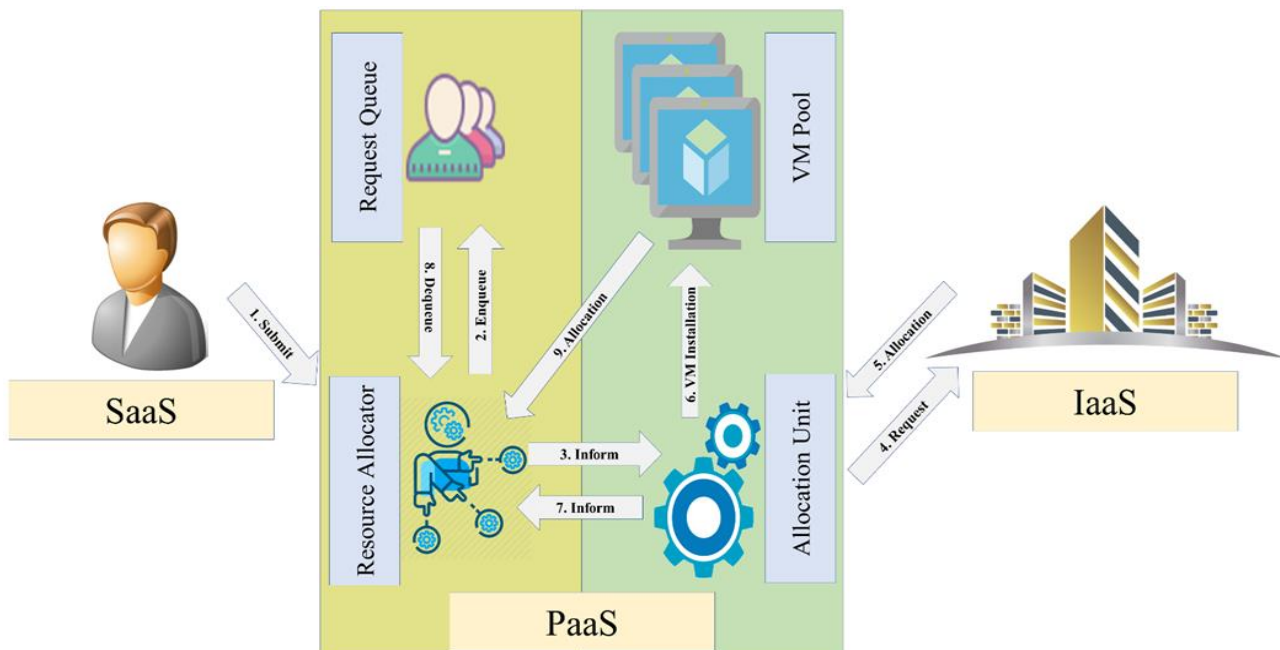 Request Queue
VM Pool
1. Submit
8. Dequeue
2. Enqueue
9. Allocation
6. VM Installation
5. Allocation
4. Request
SaaS
Resource Allocator
3. Inform
7. Inform
Allocation Unit
IaaS
PaaS